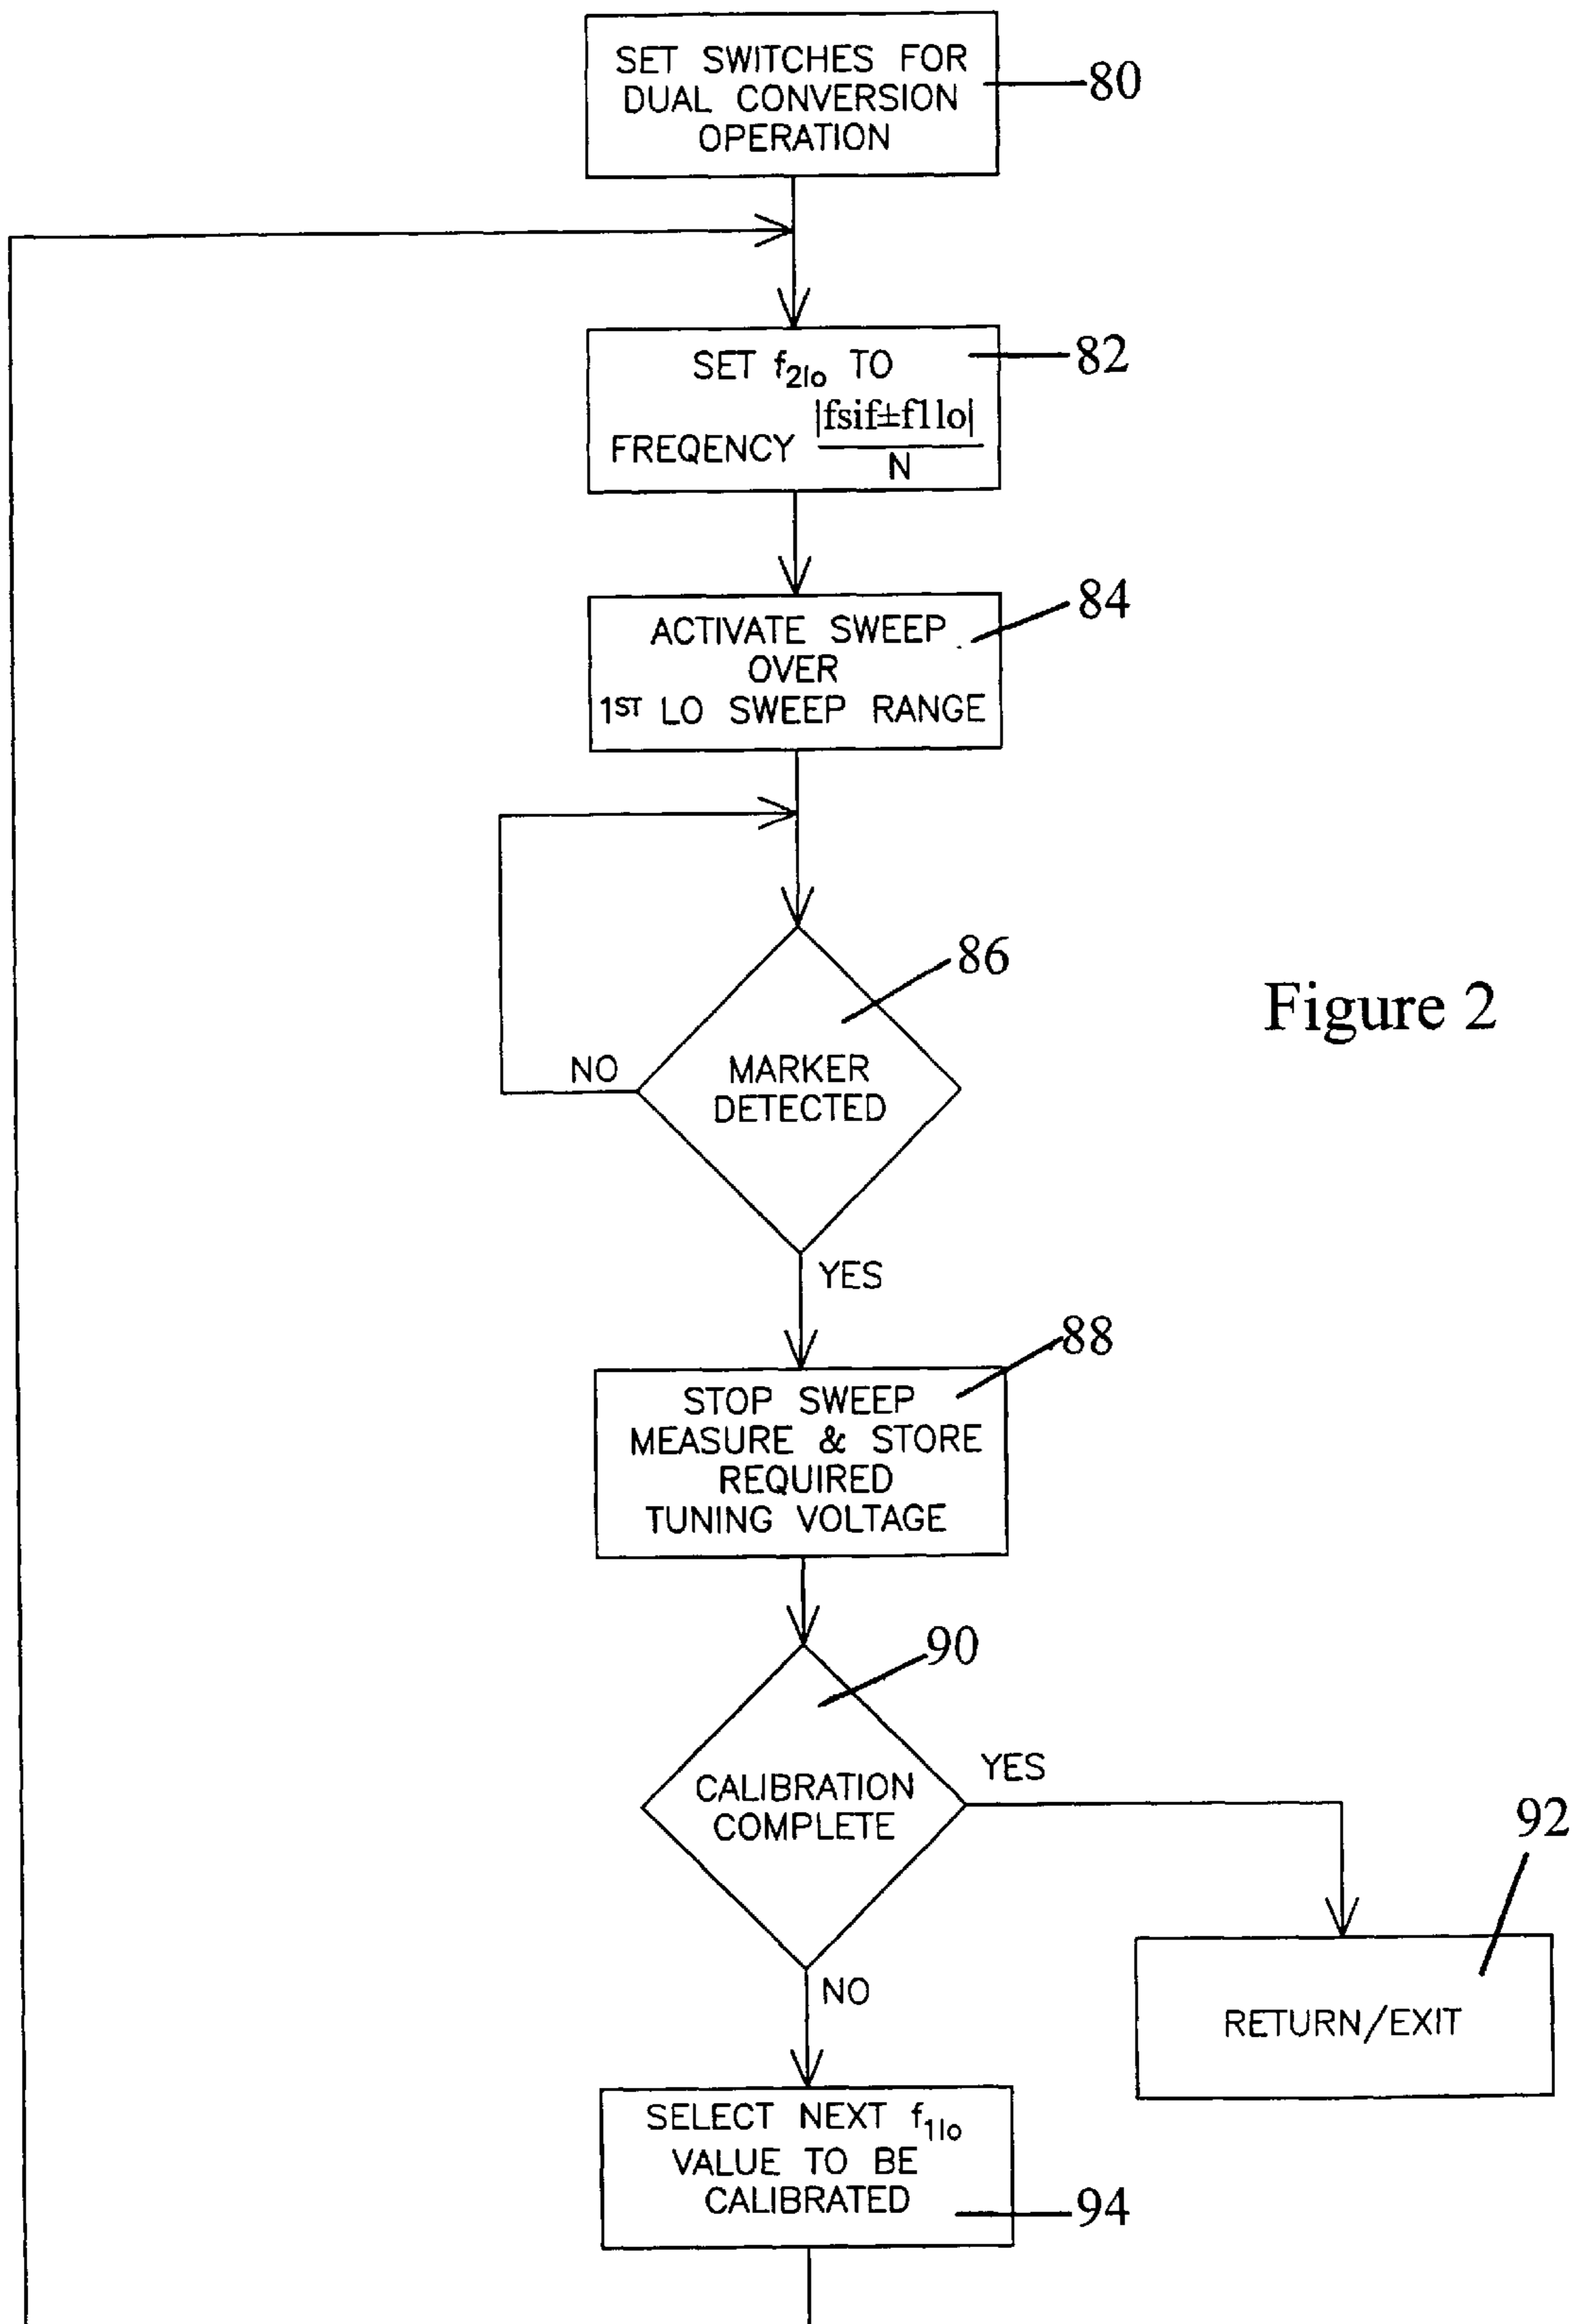 SET SWITCHES FOR
DUAL CONVERSION
OPERATION
80
SET f2lo TO
FREQENCY |fsif±f1lo|
N
82
ACTIVATE SWEEP
OVER
1ST LO SWEEP RANGE
84
86
MARKER
DETECTED
NO
YES
Figure 2
STOP SWEEP
MEASURE & STORE
REQUIRED
TUNING VOLTAGE
88
90
CALIBRATION
COMPLETE
YES
NO
92
RETURN/EXIT
SELECT NEXT f1lo
VALUE TO BE
CALIBRATED
94